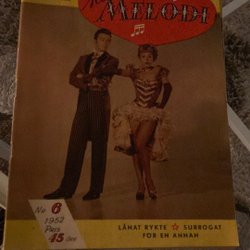 MELODI
No 6
1952
Pris
45 öre
LÅNAT RYKTE ★ SURROGAT
FÖR EN ANNAN